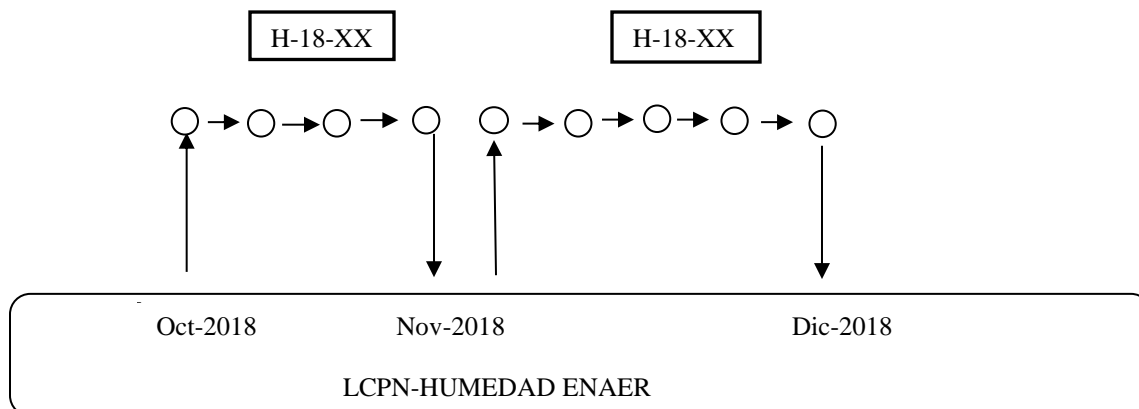 H-18-XX
H-18-XX
Oct-2018
Nov-2018
Dic-2018
LCPN-HUMEDAD ENAER